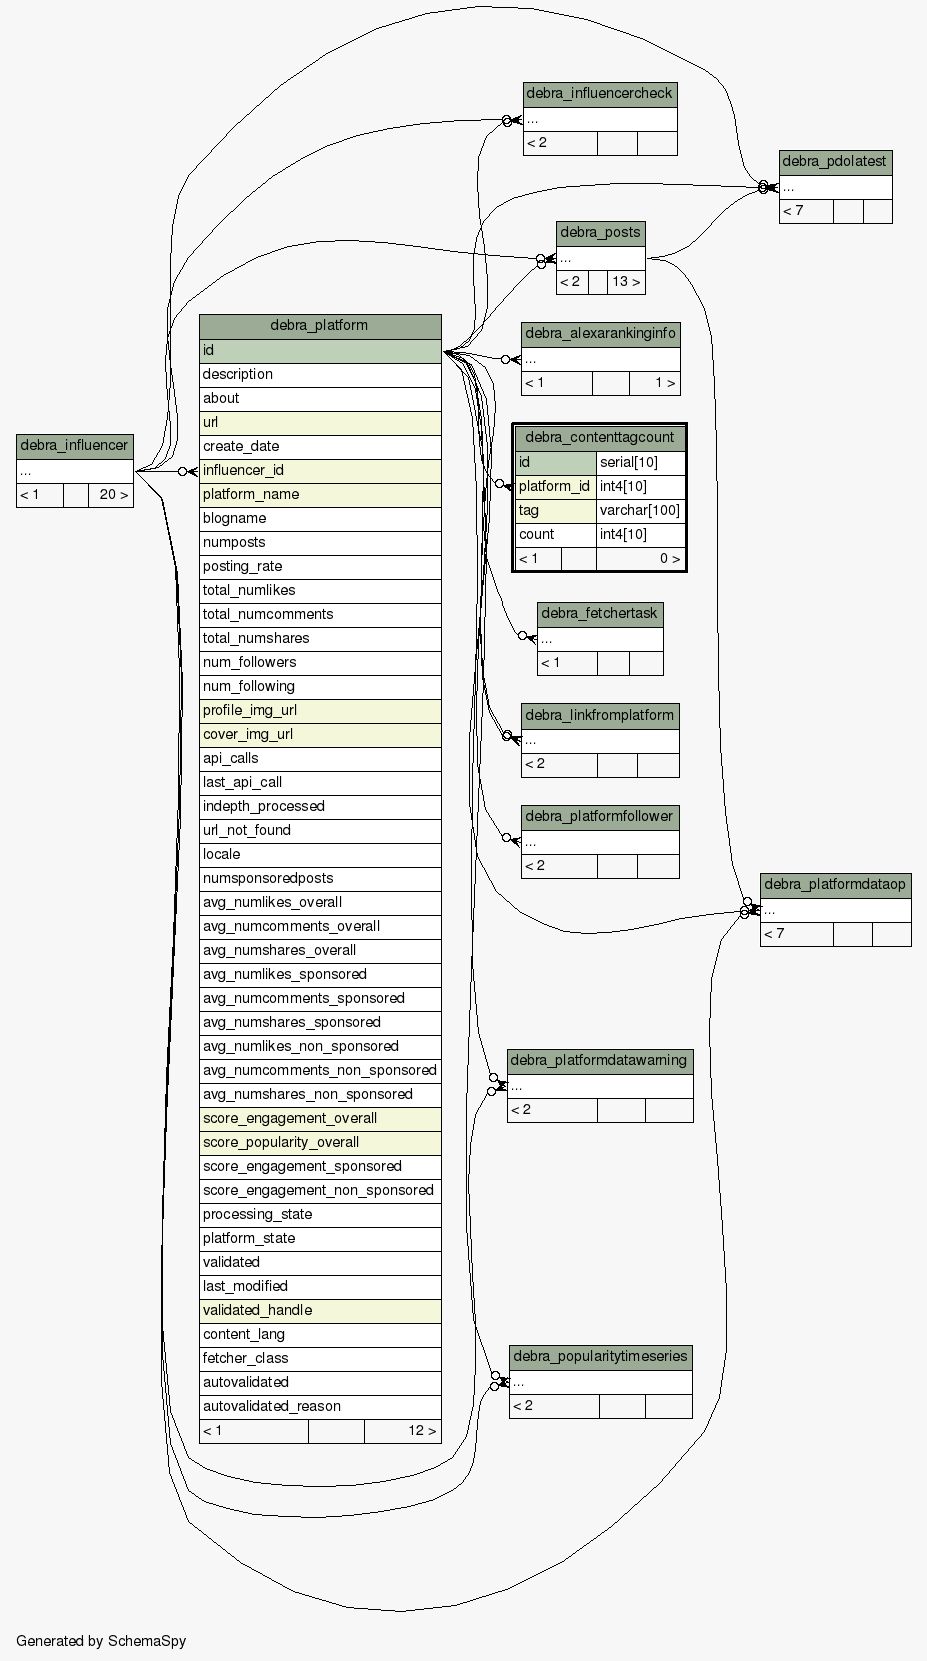 debra_influencercheck
...
< 2
debra_pdolatest
...
< 7
debra_posts
...
< 2 13 >
debra_platform
id
description
about
url
create_date
influencer_id
platform_name
blogname
numposts
posting_rate
total_numlikes
total_numcomments
total_numshares
num_followers
num_following
profile_img_url
cover_img_url
api_calls
last_api_call
indepth_processed
url_not_found
locale
numsponsoredposts
avg_numlikes_overall
avg_numcomments_overall
avg_numshares_overall
avg_numlikes_sponsored
avg_numcomments_sponsored
avg_numshares_sponsored
avg_numlikes_non_sponsored
avg_numcomments_non_sponsored
avg_numshares_non_sponsored
score_engagement_overall
score_popularity_overall
score_engagement_sponsored
score_engagement_non_sponsored
processing_state
platform_state
validated
last_modified
validated_handle
content_lang
fetcher_class
autovalidated
autovalidated_reason
< 1 12 >
debra_alexarankinginfo
...
< 1 1 >
debra_influencer
...
< 1 20 >
debra_contenttagcount
id serial[10]
platform_id int4[10]
tag varchar[100]
count int4[10]
< 1 0 >
debra_fetchertask
...
< 1
debra_linkfromplatform
...
< 2
debra_platformfollower
...
< 2
debra_platformdataop
...
< 7
debra_platformdatawarning
...
< 2
debra_popularitytimeseries
...
< 2
Generated by SchemaSpy